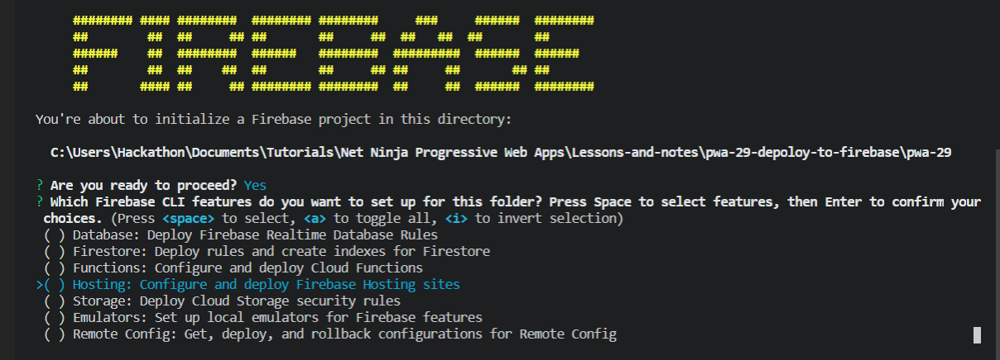 FIREBASE
You're about to initialize a Firebase project in this directory:
C:\Users\Hackathon\Documents\Tutorials\Net Ninja Progressive Web Apps\Lessons-and-notes\pwa-29-depoloy-to-firebase\pwa-29
? Are you ready to proceed? Yes
? Which Firebase CLI features do you want to set up for this folder? Press Space to select features, then Enter to confirm your
choices. (Press <space> to select, <a> to toggle all, <i> to invert selection)
( ) Database: Deploy Firebase Realtime Database Rules
( ) Firestore: Deploy rules and create indexes for Firestore
( ) Functions: Configure and deploy Cloud Functions
>( ) Hosting: Configure and deploy Firebase Hosting sites
( ) Storage: Deploy Cloud Storage security rules
( ) Emulators: Set up local emulators for Firebase features
( ) Remote Config: Get, deploy, and rollback configurations for Remote Config